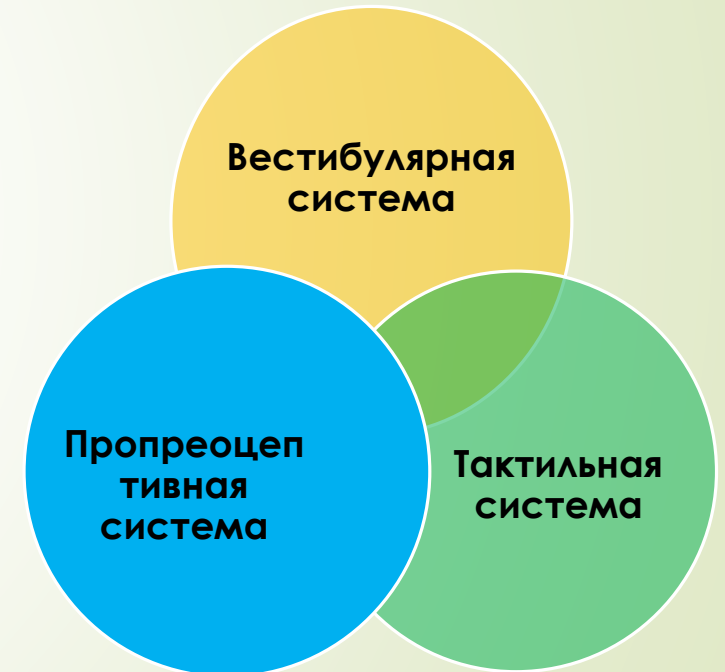 Вестибулярная
система
Пропреоцеп
тивная
система
Тактильная
система